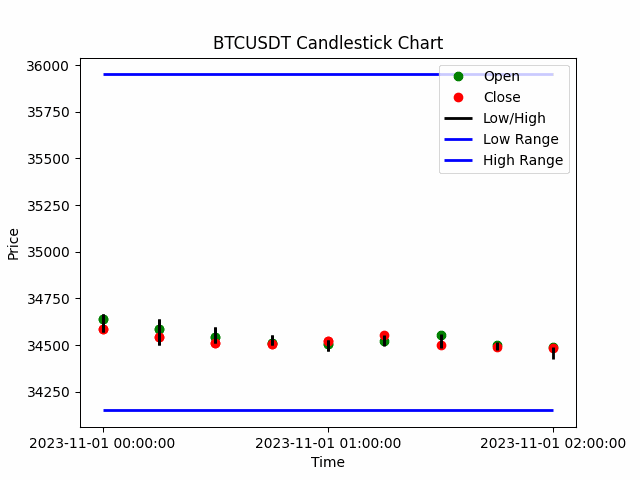 BTCUSDT Candlestick Chart
36000
35750
35500
35250
35000
34750
34500
34250
Price
Open
Close
Low/High
Low Range
High Range
2023-11-01 00:00:00
2023-11-01 01:00:00
2023-11-01 02:00:00
Time